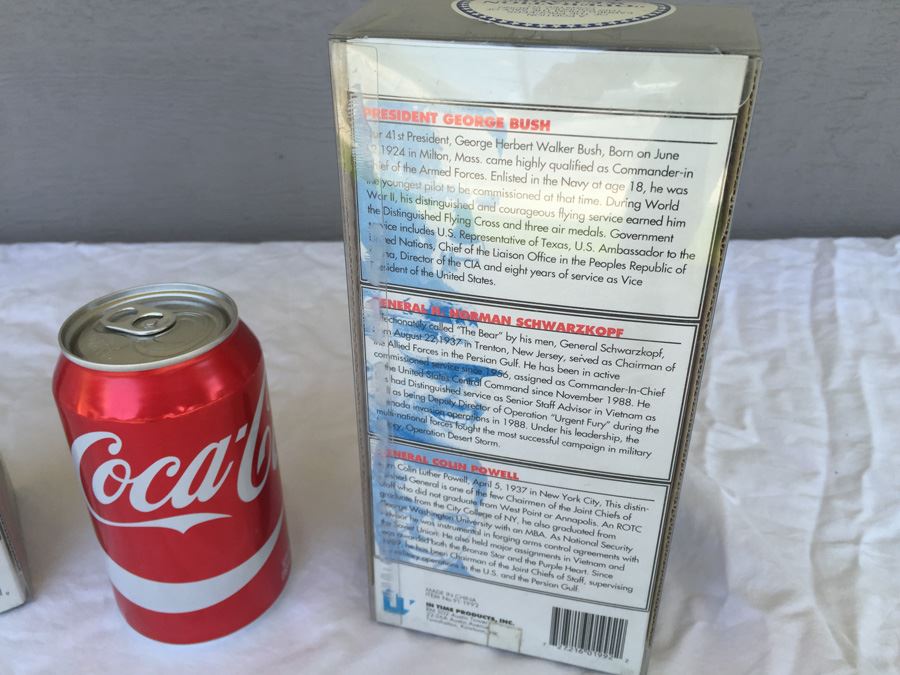 PRESIDENT GEORGE BUSH
41st President, George Herbert Walker Bush, Born on June
1924 in Milton, Mass. came highly qualified as Commander-in
of the Armed Forces. Enlisted in the Navy at age 18, he was
youngest pilot to be commissioned at that time. During World
War II, his distinguished and courageous flying service earned him
the Distinguished Flying Cross and three air medals. Government
includes U.S. Representative of Texas, U.S. Ambassador to the
Nations, Chief of the Liaison Office in the Peoples Republic of
Director of the CIA and eight years of service as Vice
of the United States.
GENERAL H. NORMAN SCHWARZKOPF
called "The Bear" by his men, General Schwarzkopf,
August 22, 1937 in Trenton, New Jersey, served as Chairman of
Allied Forces in the Persian Gulf. He has been in active
commissioned service since 1956, assigned as Commander-In-Chief
the United States Central Command since November 1988. He
had Distinguished service as Senior Staff Advisor in Vietnam as
as being Deputy Director of Operation "Urgent Fury" during the
invasion operations in 1988. Under his leadership, the
multi-national forces fought the most successful campaign in military
Operation Desert Storm.
GENERAL COLIN POWELL
Colin Luther Powell, April 5, 1937 in New York City, This distin-
General is one of the few Chairmen of the Joint Chiefs of
Staff who did not graduate from West Point or Annapolis. An ROTC
graduate from the City College of NY, he also graduated from
George Washington University with an MBA. As National Security
he was instrumental in forging arms control agreements with
the Soviet Union. He also held major assignments in Vietnam and
was awarded both the Bronze Star and the Purple Heart. Since
he has been Chairman of the Joint Chiefs of Staff, supervising
operations in the U.S. and the Persian Gulf.
MADE IN CHINA
IN TIME PRODUCTS, INC.
Coca-Co